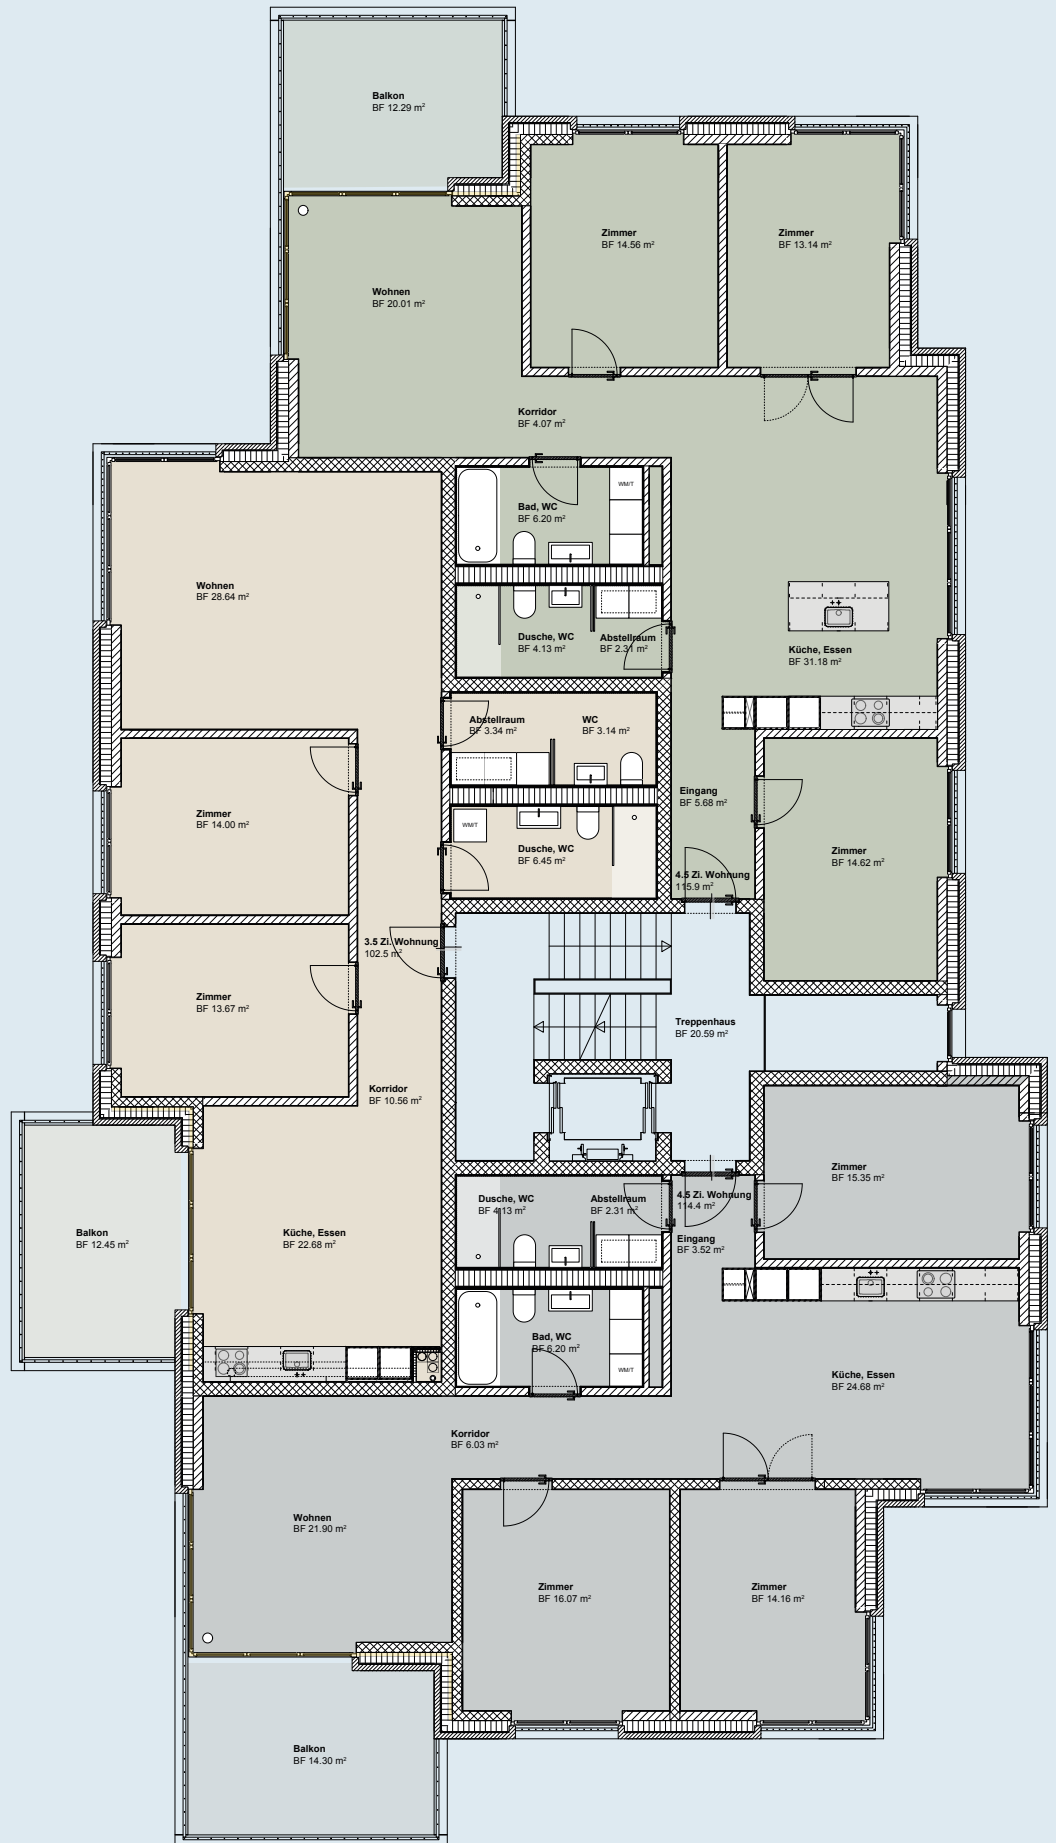 Balkon
BF 12.29 m²
Zimmer
BF 14.56 m²
Zimmer
BF 13.14 m²
Wohnen
BF 20.01 m²
Korridor
BF 4.07 m²
WM/T
Bad, WC
BF 6.20 m²
Wohnen
BF 28.64 m²
Dusche, WC
BF 4.13 m²
Abstellraum
BF 2.31 m²
Küche, Essen
BF 31.18 m²
Abstellraum
BF 3.34 m²
WC
BF 3.14 m²
Eingang
BF 5.68 m²
Zimmer
BF 14.00 m²
WM/T
Dusche, WC
BF 6.45 m²
Zimmer
BF 14.62 m²
4.5 Zi. Wohnung
115.9 m²
3.5 Zi. Wohnung
102.5 m²
Zimmer
BF 13.67 m²
Treppenhaus
BF 20.59 m²
Korridor
BF 10.56 m²
Zimmer
BF 15.35 m²
Dusche, WC
BF 4.13 m²
Abstellraum
BF 2.31 m²
4.5 Zi. Wohnung
114.4 m²
Balkon
BF 12.45 m²
Küche, Essen
BF 22.68 m²
Eingang
BF 3.52 m²
Bad, WC
BF 6.20 m²
WM/T
Küche, Essen
BF 24.68 m²
Korridor
BF 6.03 m²
Wohnen
BF 21.90 m²
Zimmer
BF 16.07 m²
Zimmer
BF 14.16 m²
Balkon
BF 14.30 m²